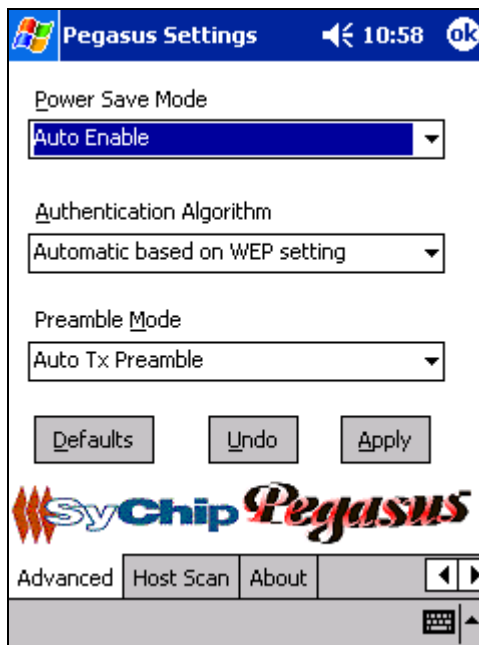 Pegasus Settings 10:58 ok
Power Save Mode
Auto Enable
Authentication Algorithm
Automatic based on WEP setting
Preamble Mode
Auto Tx Preamble
Defaults Undo Apply
SyChip Pegasus
Advanced Host Scan About